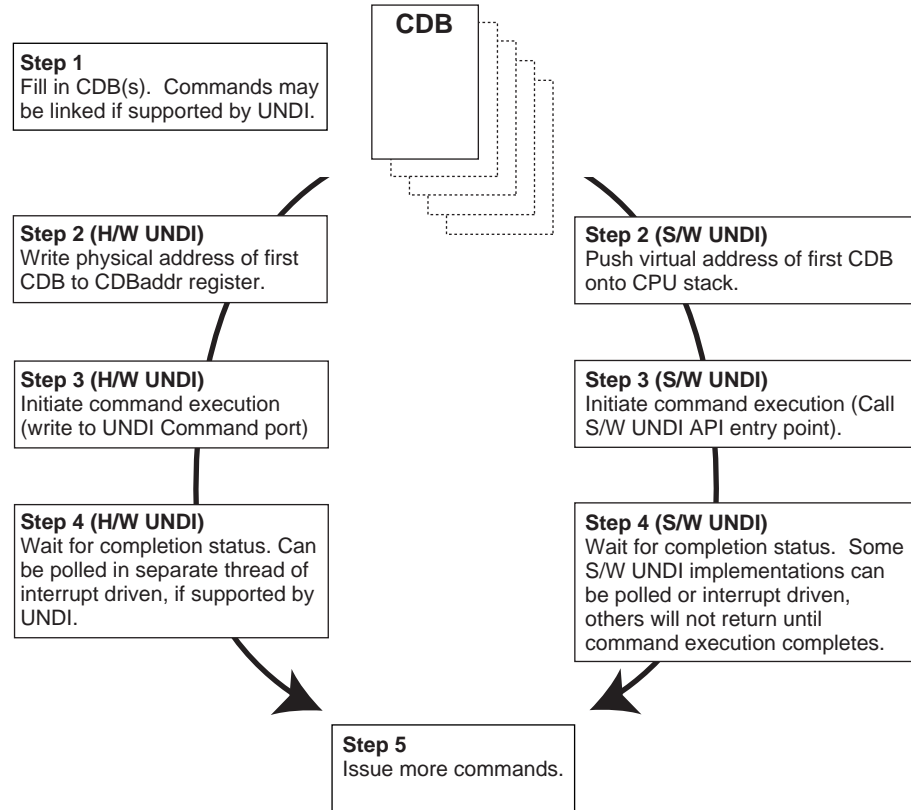 CDB
Step 1
Fill in CDB(s).  Commands may
be linked if supported by UNDI.
Step 2 (H/W UNDI)
Write physical address of first
CDB to CDBaddr register.
Step 3 (H/W UNDI)
Initiate command execution
(write to UNDI Command port)
Step 4 (H/W UNDI)
Wait for completion status. Can
be polled in separate thread of
interrupt driven, if supported by
UNDI.
Step 2 (S/W UNDI)
Push virtual address of first CDB
onto CPU stack.
Step 3 (S/W UNDI)
Initiate command execution (Call
S/W UNDI API entry point).
Step 4 (S/W UNDI)
Wait for completion status.  Some
S/W UNDI implementations can
be polled or interrupt driven,
others will not return until
command execution completes.
Step 5
Issue more commands.